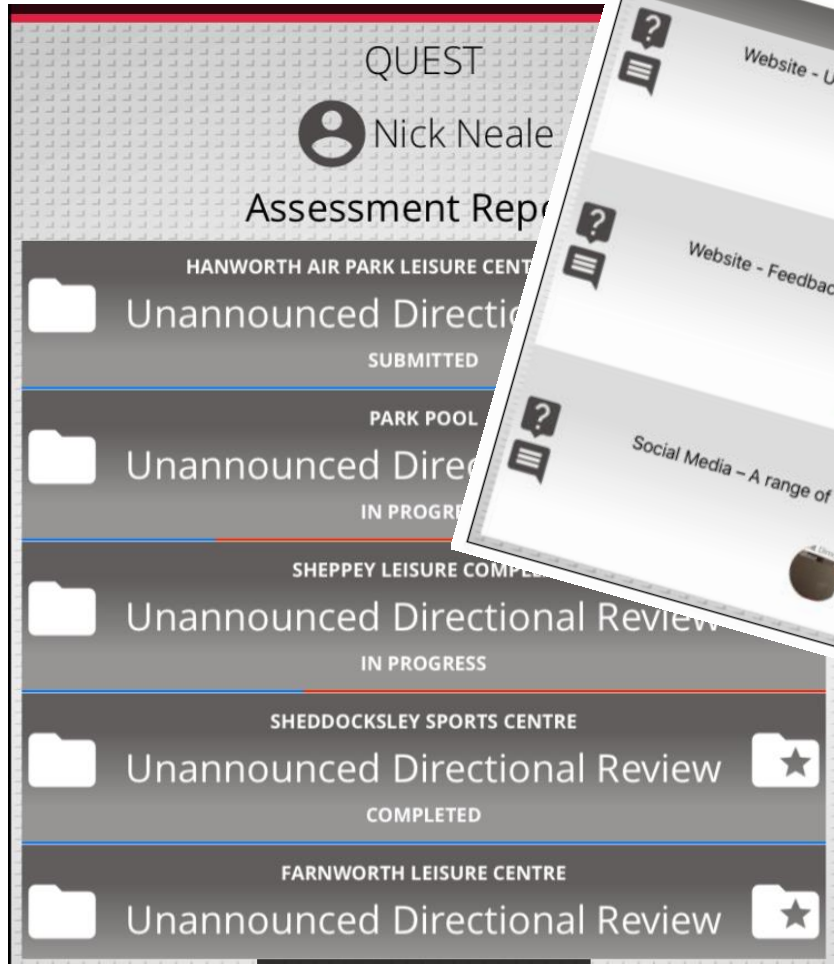 QUEST
Nick Neale
Assessment Repo
HANWORTH AIR PARK LEISURE CENT
Unannounced Directio
SUBMITTED
PARK POOL
Unannounced Direc
IN PROGRE
SHEPPEY LEISURE COMPLE
Unannounced Directional Review
IN PROGRESS
SHEDDOCKSLEY SPORTS CENTRE
Unannounced Directional Review
COMPLETED
FARNWORTH LEISURE CENTRE
Unannounced Directional Review
Website - U
Website - Feedbac
Social Media – A range of